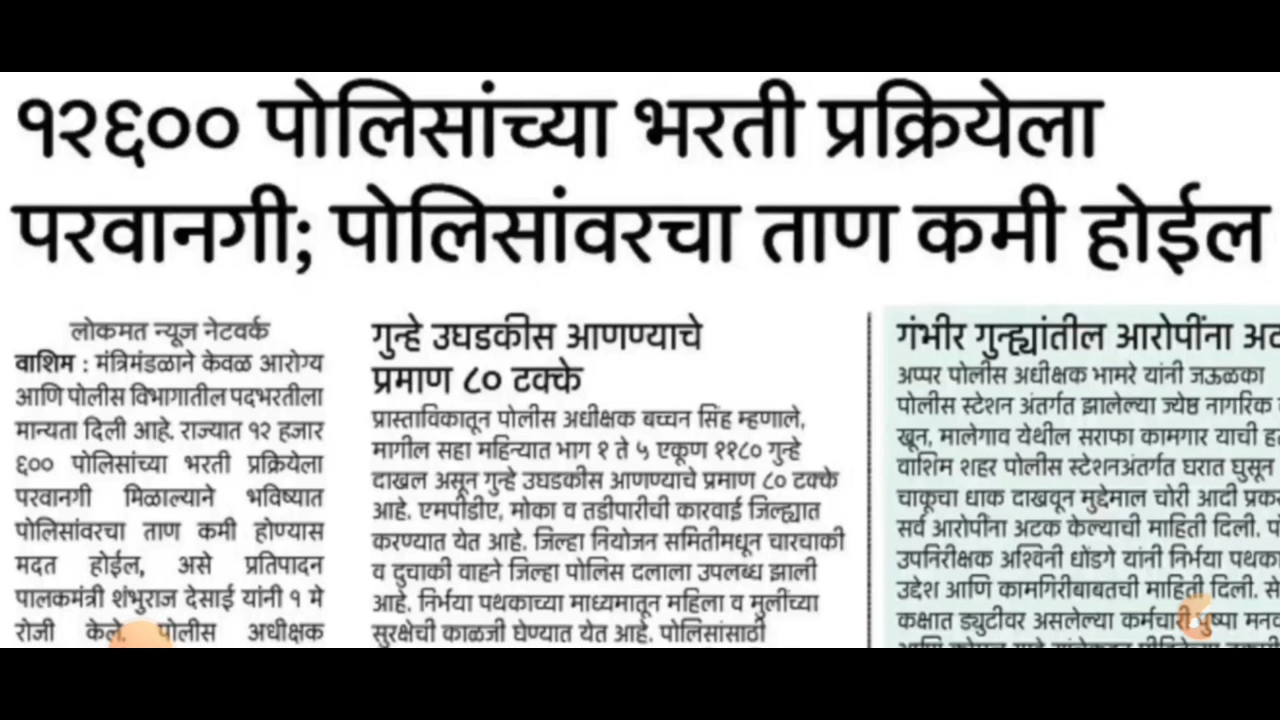 १२६०० पोलिसांच्या भरती प्रक्रियेला
परवानगी; पोलिसांवरचा ताण कमी होईल
लोकमत न्यूज नेटवर्क
वाशिम : मंत्रिमंडळाने केवळ आरोग्य
आणि पोलीस विभागातील पदभरतीला
मान्यता दिली आहे. राज्यात १२ हजार
६०० पोलिसांच्या भरती प्रक्रियेला
परवानगी मिळाल्याने भविष्यात
पोलिसांवरचा ताण कमी होण्यास
मदत होईल, असे प्रतिपादन
पालकमंत्री शंभुराज देसाई यांनी १ मे
रोजी केले. पोलीस अधीक्षक
गुन्हे उघडकीस आणण्याचे
प्रमाण ८० टक्के
प्रास्ताविकातून पोलीस अधीक्षक बच्चन सिंह म्हणाले,
मागील सहा महिन्यात भाग १ ते ५ एकूण ११८० गुन्हे
दाखल असून गुन्हे उघडकीस आणण्याचे प्रमाण ८० टक्के
आहे. एमपीडीए, मोका व तडीपारीची कारवाई जिल्ह्यात
करण्यात येत आहे. जिल्हा नियोजन समितीमधून चारचाकी
व दुचाकी वाहने जिल्हा पोलिस दलाला उपलब्ध झाली
आहे. निर्भया पथकाच्या माध्यमातून महिला व मुलींच्या
सुरक्षेची काळजी घेण्यात येत आहे. पोलिसांसाठी
गंभीर गुन्ह्यांतील आरोपींना
अप्पर पोलीस अधीक्षक भामरे यांनी जऊळका
पोलीस स्टेशन अंतर्गत झालेल्या ज्येष्ठ नागरिक
खून, मालेगाव येथील सराफा कामगार याची
वाशिम शहर पोलीस स्टेशनअंतर्गत घरात घुसून
चाकूचा धाक दाखवून मुद्देमाल चोरी आदी
सर्व आरोपींना अटक केल्याची माहिती दिली.
उपनिरीक्षक अश्विनी धोंडगे यांनी निर्भया
उद्देश आणि कामगिरीबाबतची माहिती दिली.
कक्षात ड्युटीवर असलेल्या कर्मचारी पुष्पा